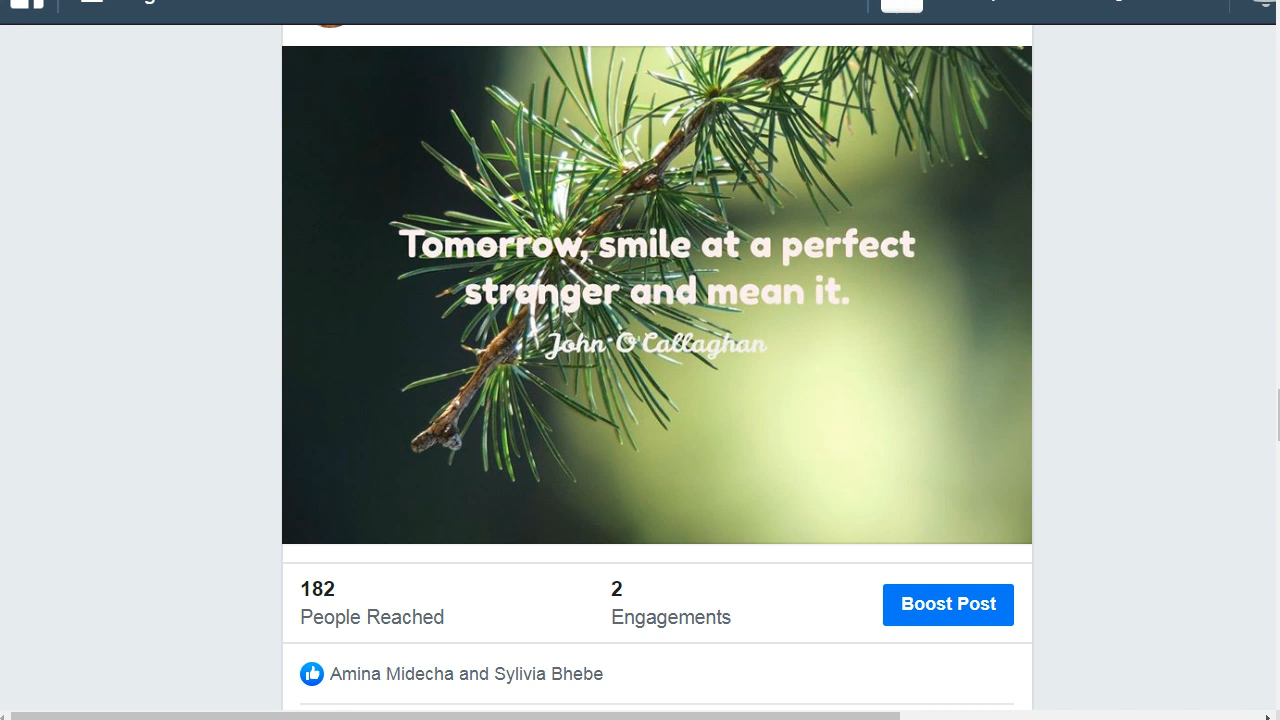 Tomorrow, smile at a perfect
stranger and mean it.
John O'Callaghan
182
People Reached
2
Engagements
Boost Post
Amina Midecha and Sylivia Bhebe